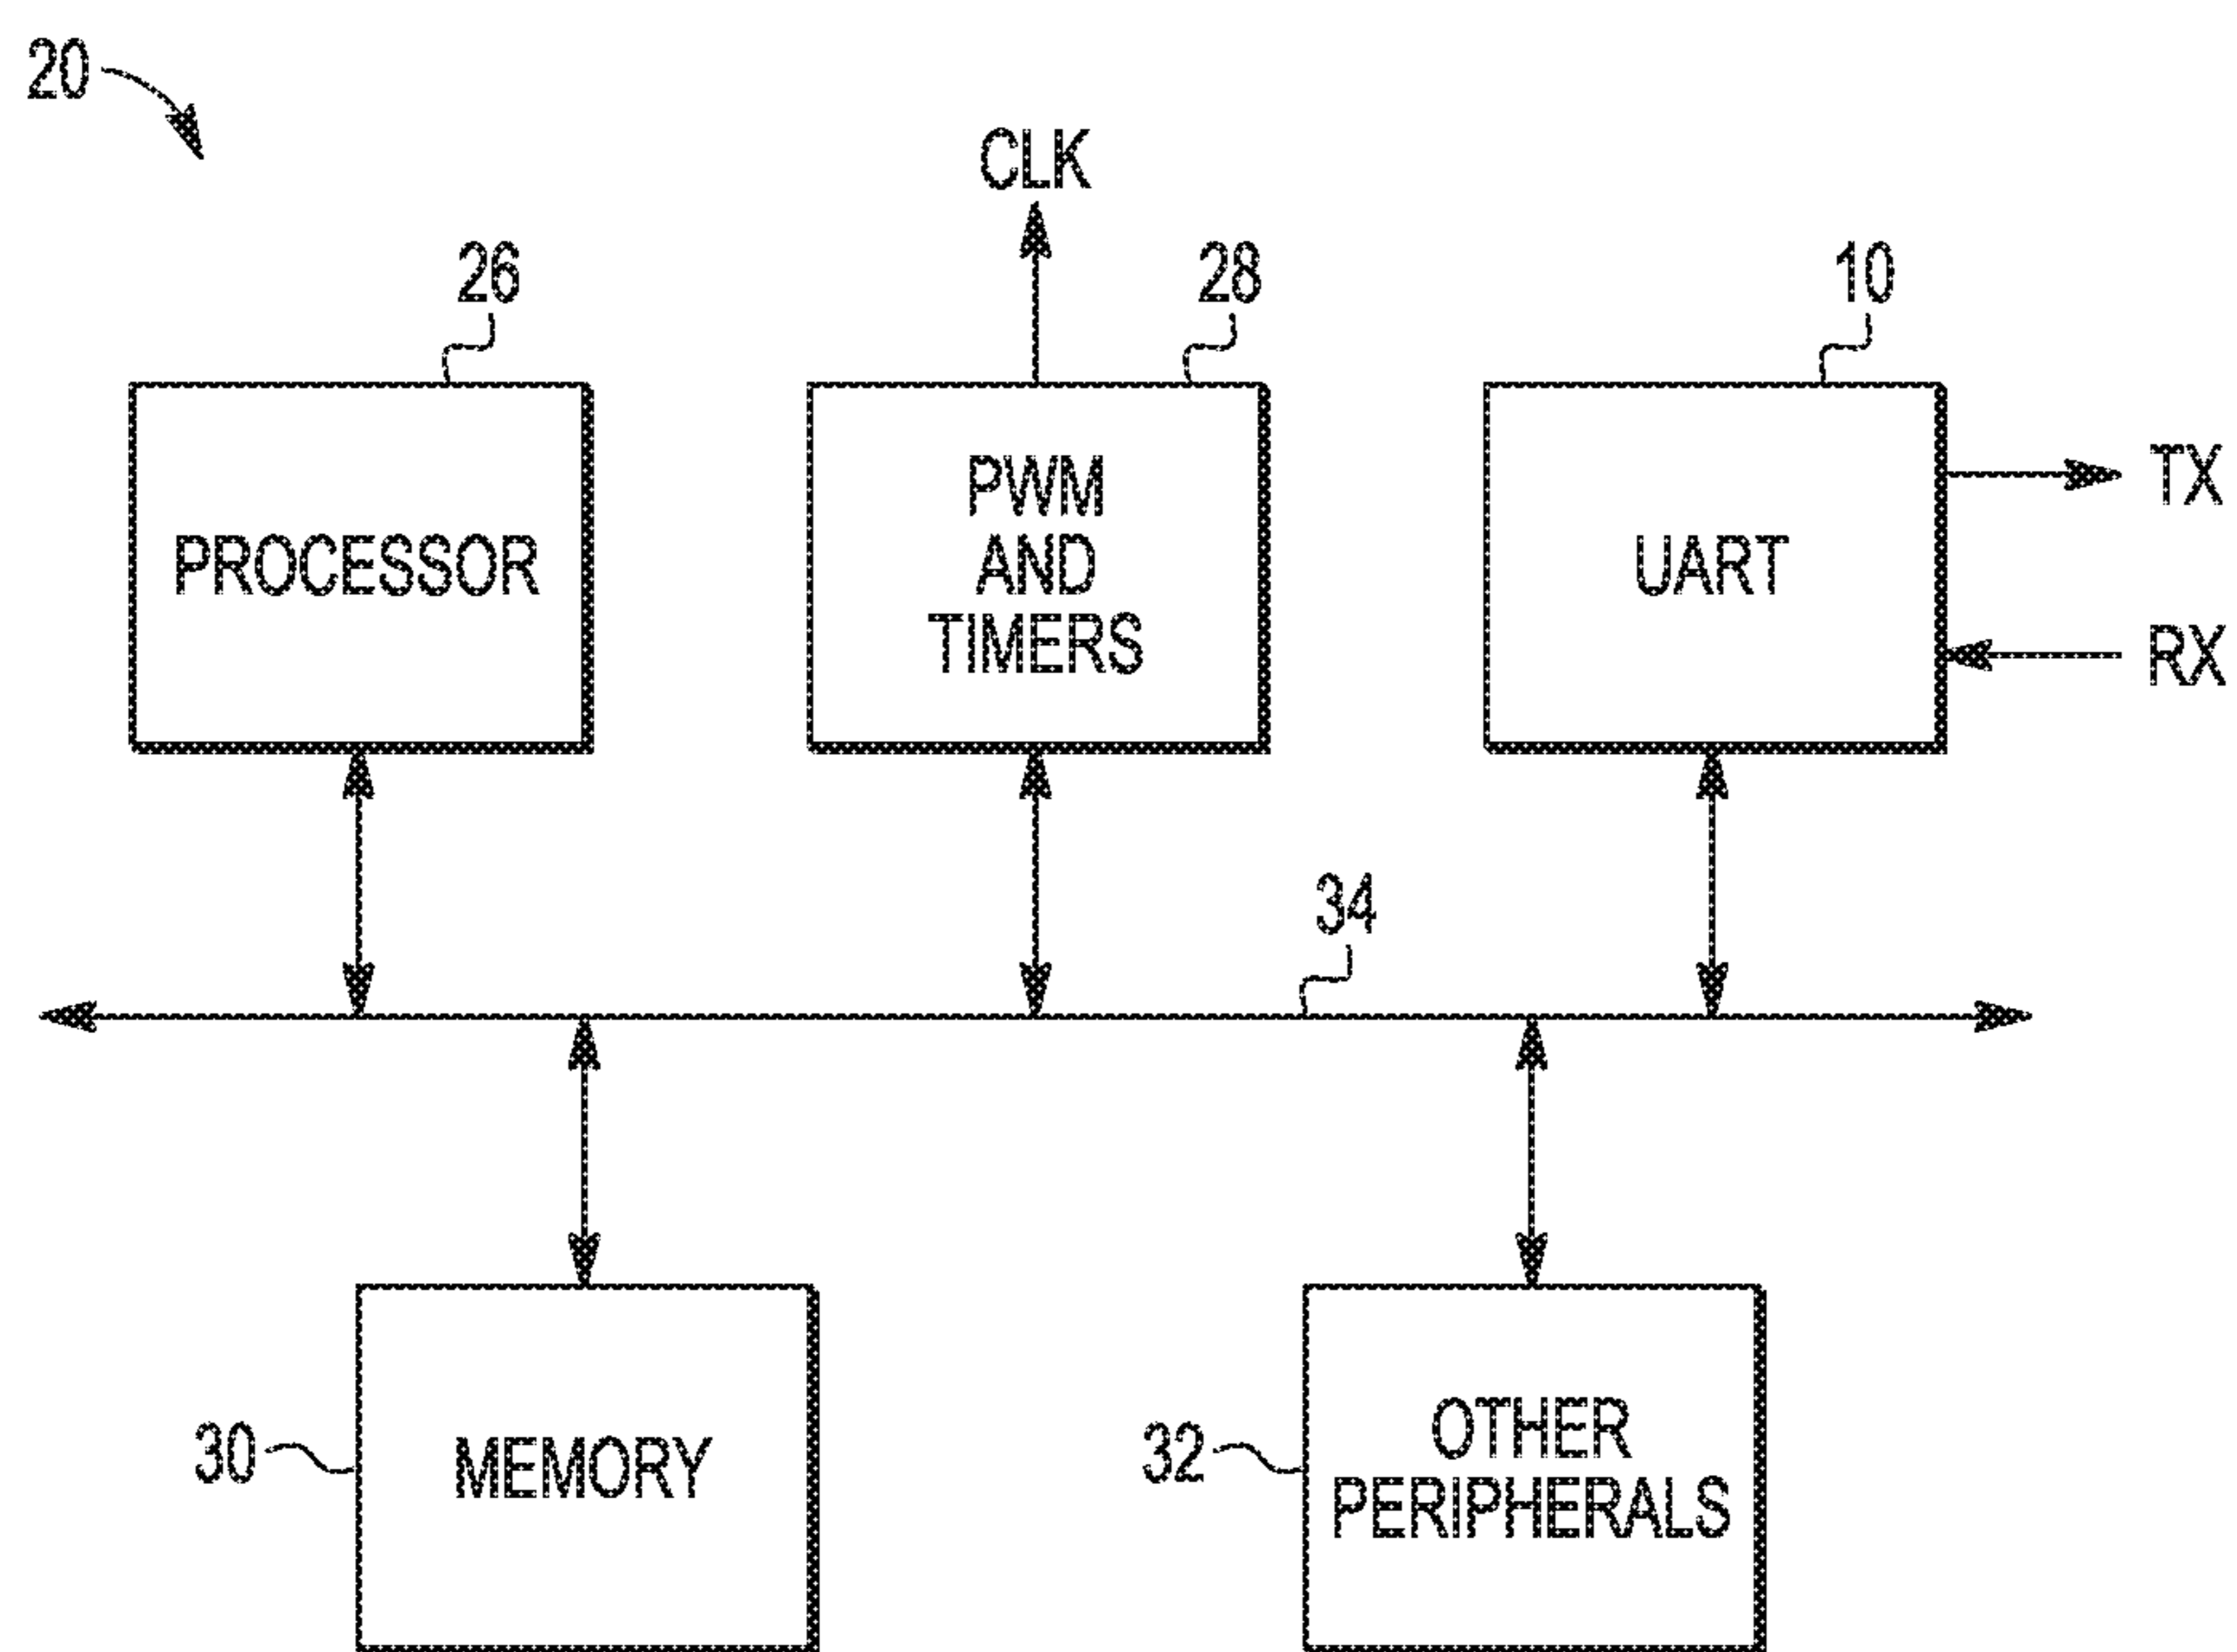 20
CLK
26
28
10
PROCESSOR
PWM
AND
TIMERS
UART
TX
RX
34
30
MEMORY
32
OTHER
PERIPHERALS